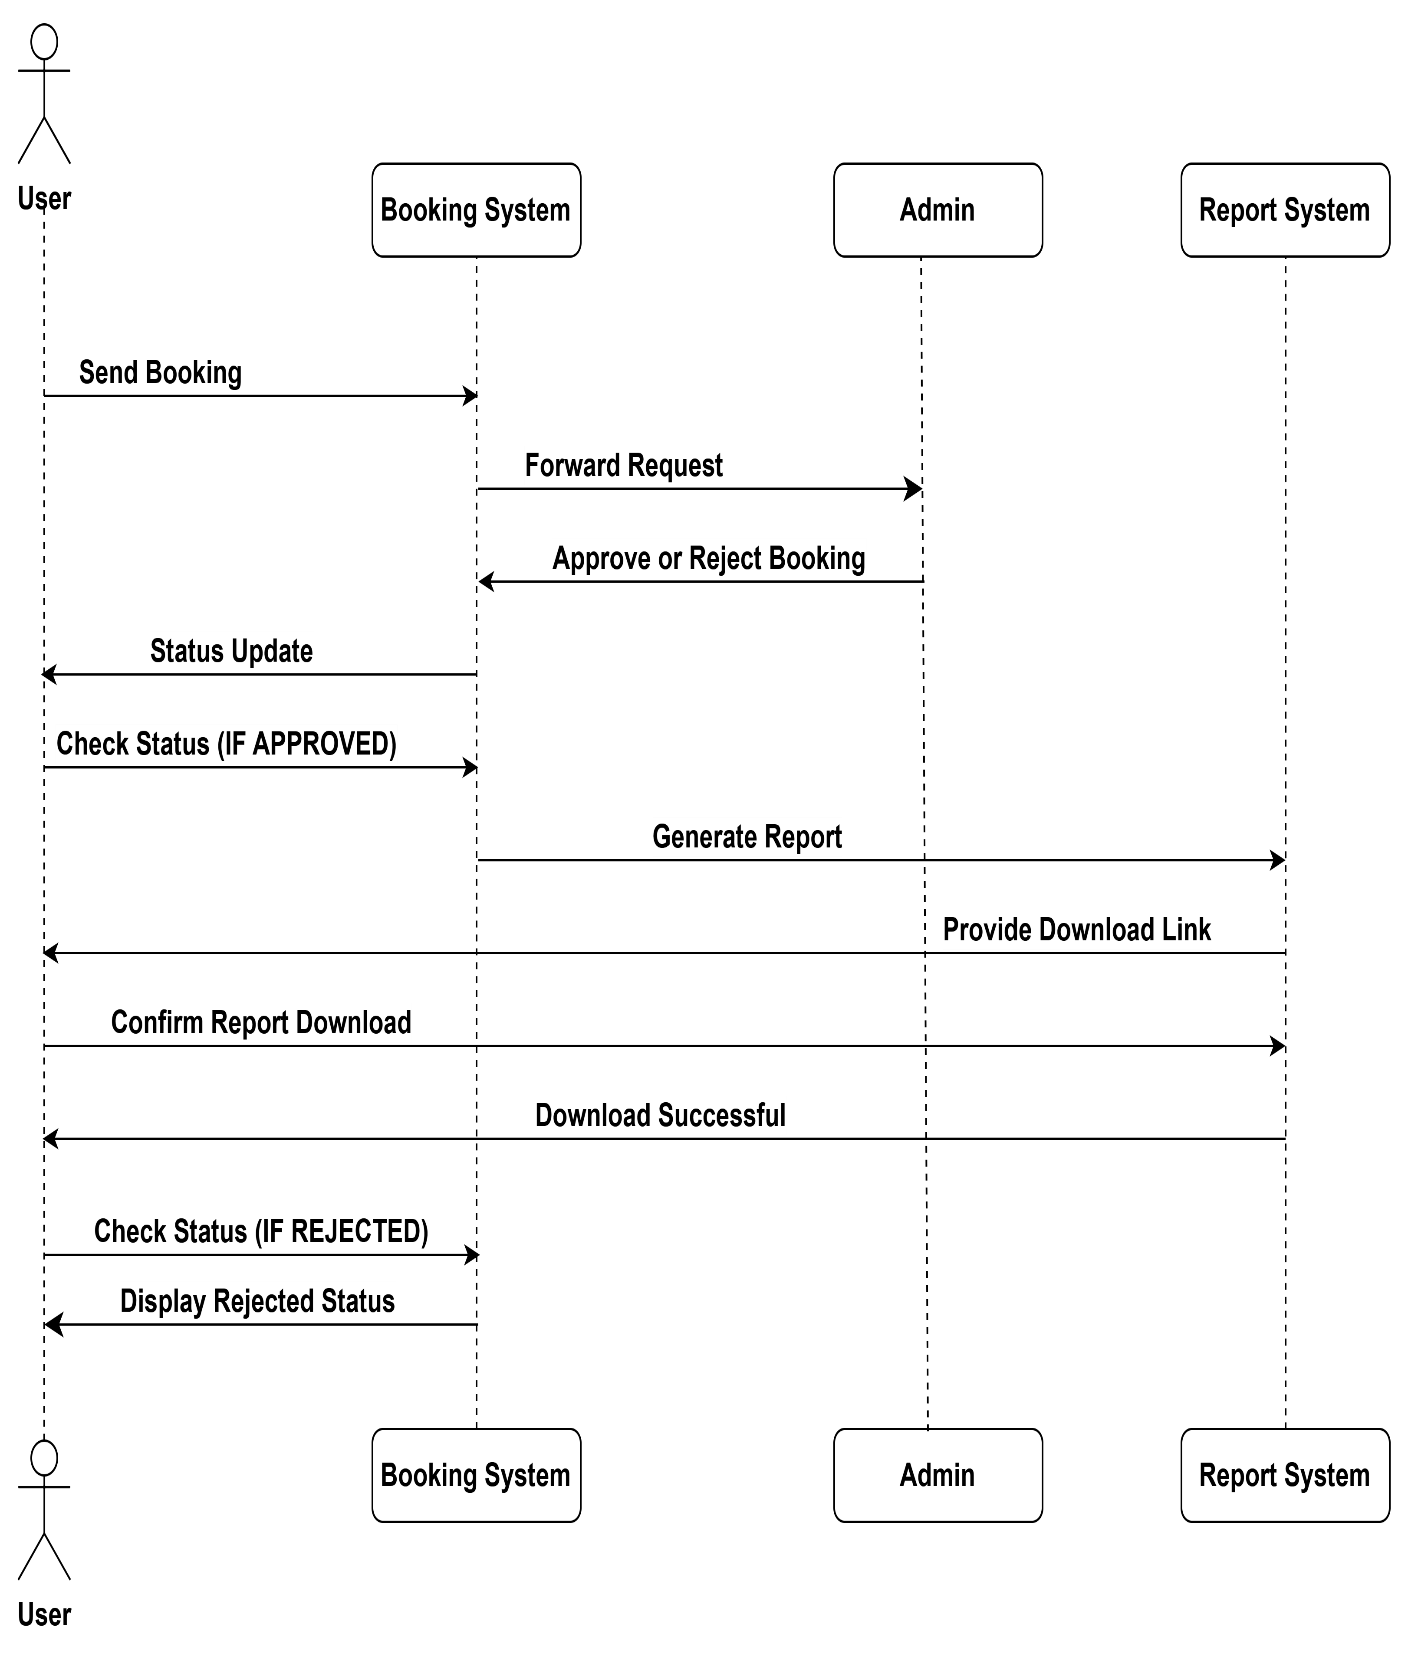 User
Booking System
Admin
Report System
Send Booking
Forward Request
Approve or Reject Booking
Status Update
Check Status (IF APPROVED)
Generate Report
Provide Download Link
Confirm Report Download
Download Successful
Check Status (IF REJECTED)
Display Rejected Status
Booking System
Admin
Report System
User